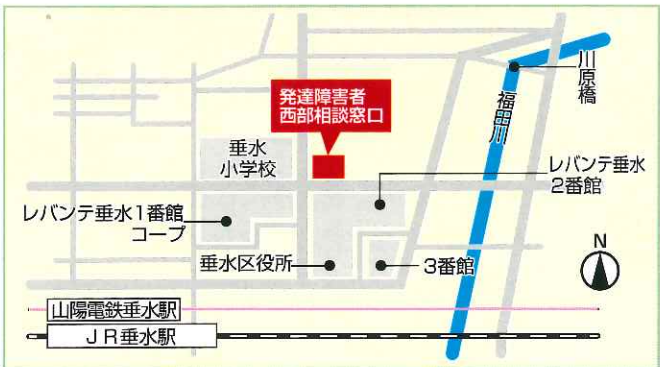 発達障害者
西部相談窓口
川原橋
福田川
垂水
小学校
レバンテ垂水
2番館
レバンテ垂水1番館
コープ
垂水区役所
3番館
N
山陽電鉄垂水駅
JR垂水駅